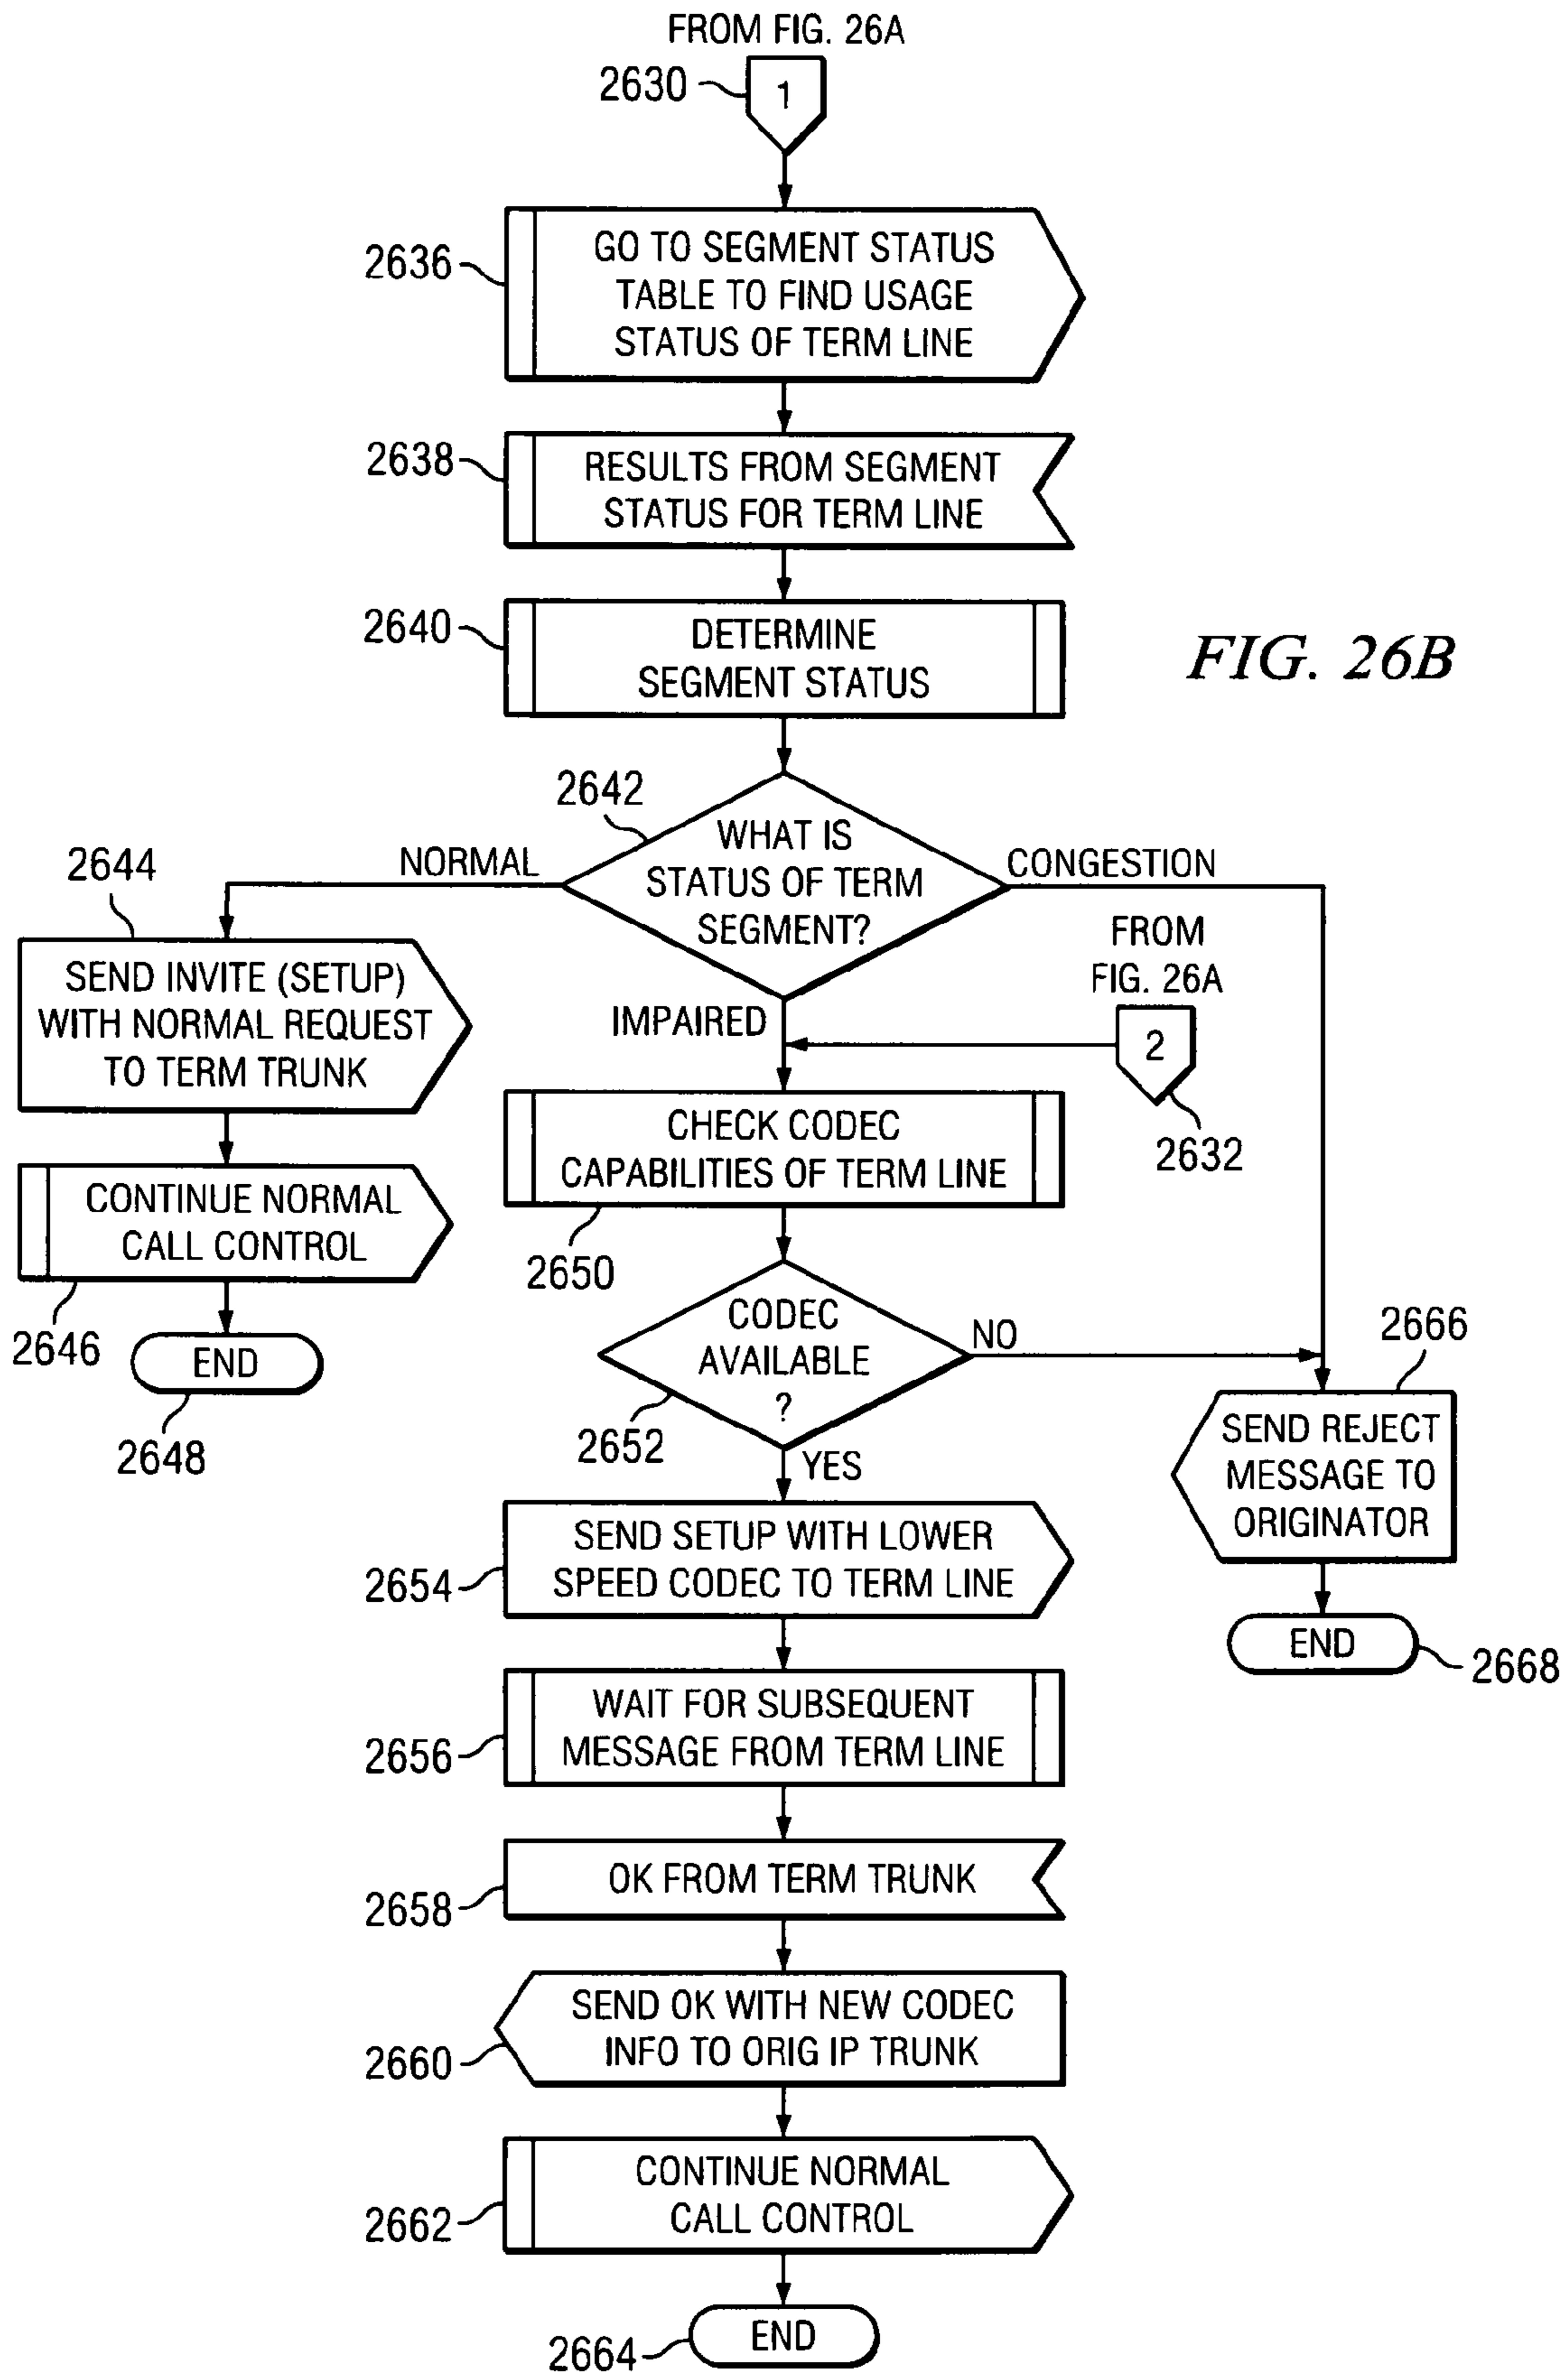 FROM FIG. 26A
2630
1
2636
GO TO SEGMENT STATUS
TABLE TO FIND USAGE
STATUS OF TERM LINE
2638
RESULTS FROM SEGMENT
STATUS FOR TERM LINE
2640
DETERMINE
SEGMENT STATUS
FIG. 26B
2642
WHAT IS
STATUS OF TERM
SEGMENT?
NORMAL
CONGESTION
2644
SEND INVITE (SETUP)
WITH NORMAL REQUEST
TO TERM TRUNK
IMPAIRED
FROM
FIG. 26A
2
2632
CHECK CODEC
CAPABILITIES OF TERM LINE
2650
CONTINUE NORMAL
CALL CONTROL
2646
END
2648
CODEC
AVAILABLE
?
2652
NO
YES
2666
SEND REJECT
MESSAGE TO
ORIGINATOR
END
2668
2654
SEND SETUP WITH LOWER
SPEED CODEC TO TERM LINE
2656
WAIT FOR SUBSEQUENT
MESSAGE FROM TERM LINE
2658
OK FROM TERM TRUNK
2660
SEND OK WITH NEW CODEC
INFO TO ORIG IP TRUNK
2662
CONTINUE NORMAL
CALL CONTROL
2664
END